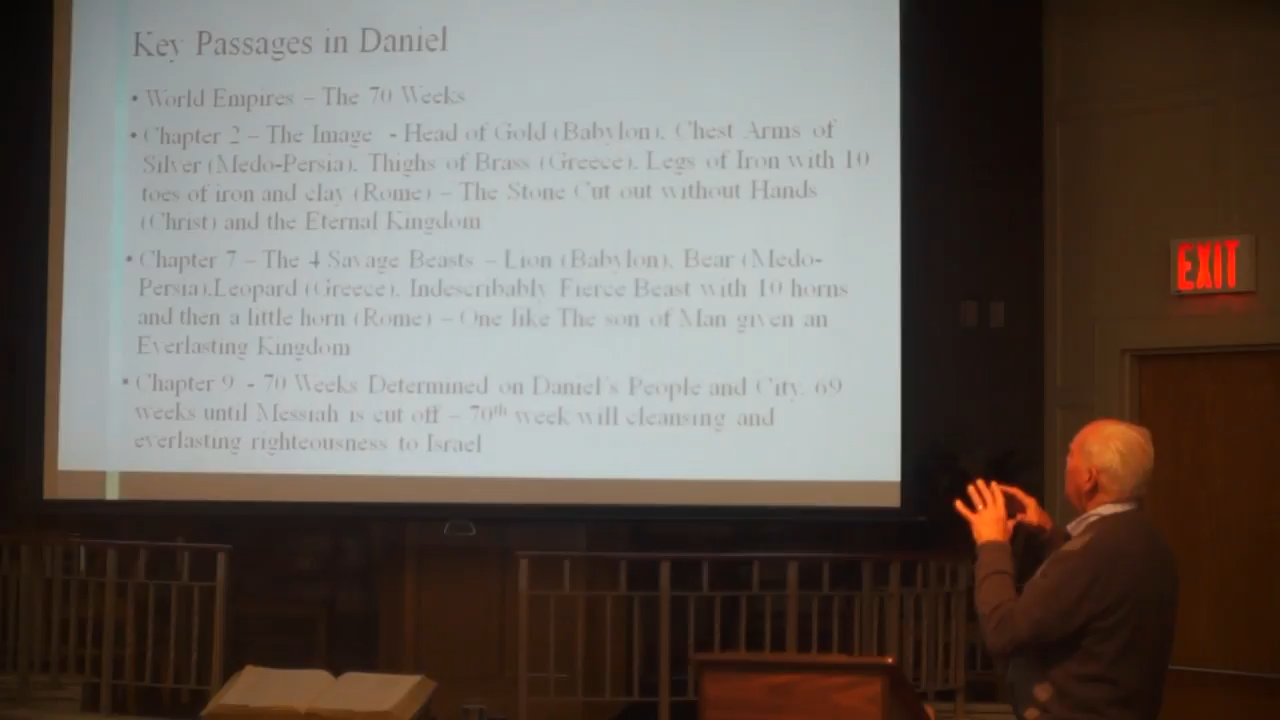 Key Passages in Daniel
• World Empires – The 70 Weeks
• Chapter 2 – The Image - Head of Gold (Babylon), Chest Arms of
Silver (Medo-Persia), Thighs of Brass (Greece), Legs of Iron with 10
toes of iron and clay (Rome) – The Stone Cut out without Hands
(Christ) and the Eternal Kingdom
• Chapter 7 – The 4 Savage Beasts – Lion (Babylon), Bear (Medo-
Persia),Leopard (Greece), Indescribably Fierce Beast with 10 horns
and then a little horn (Rome) – One like The son of Man given an
Everlasting Kingdom
• Chapter 9 - 70 Weeks Determined on Daniel's People and City, 69
weeks until Messiah is cut off – 70th week will cleansing and
everlasting righteousness to Israel
EXIT